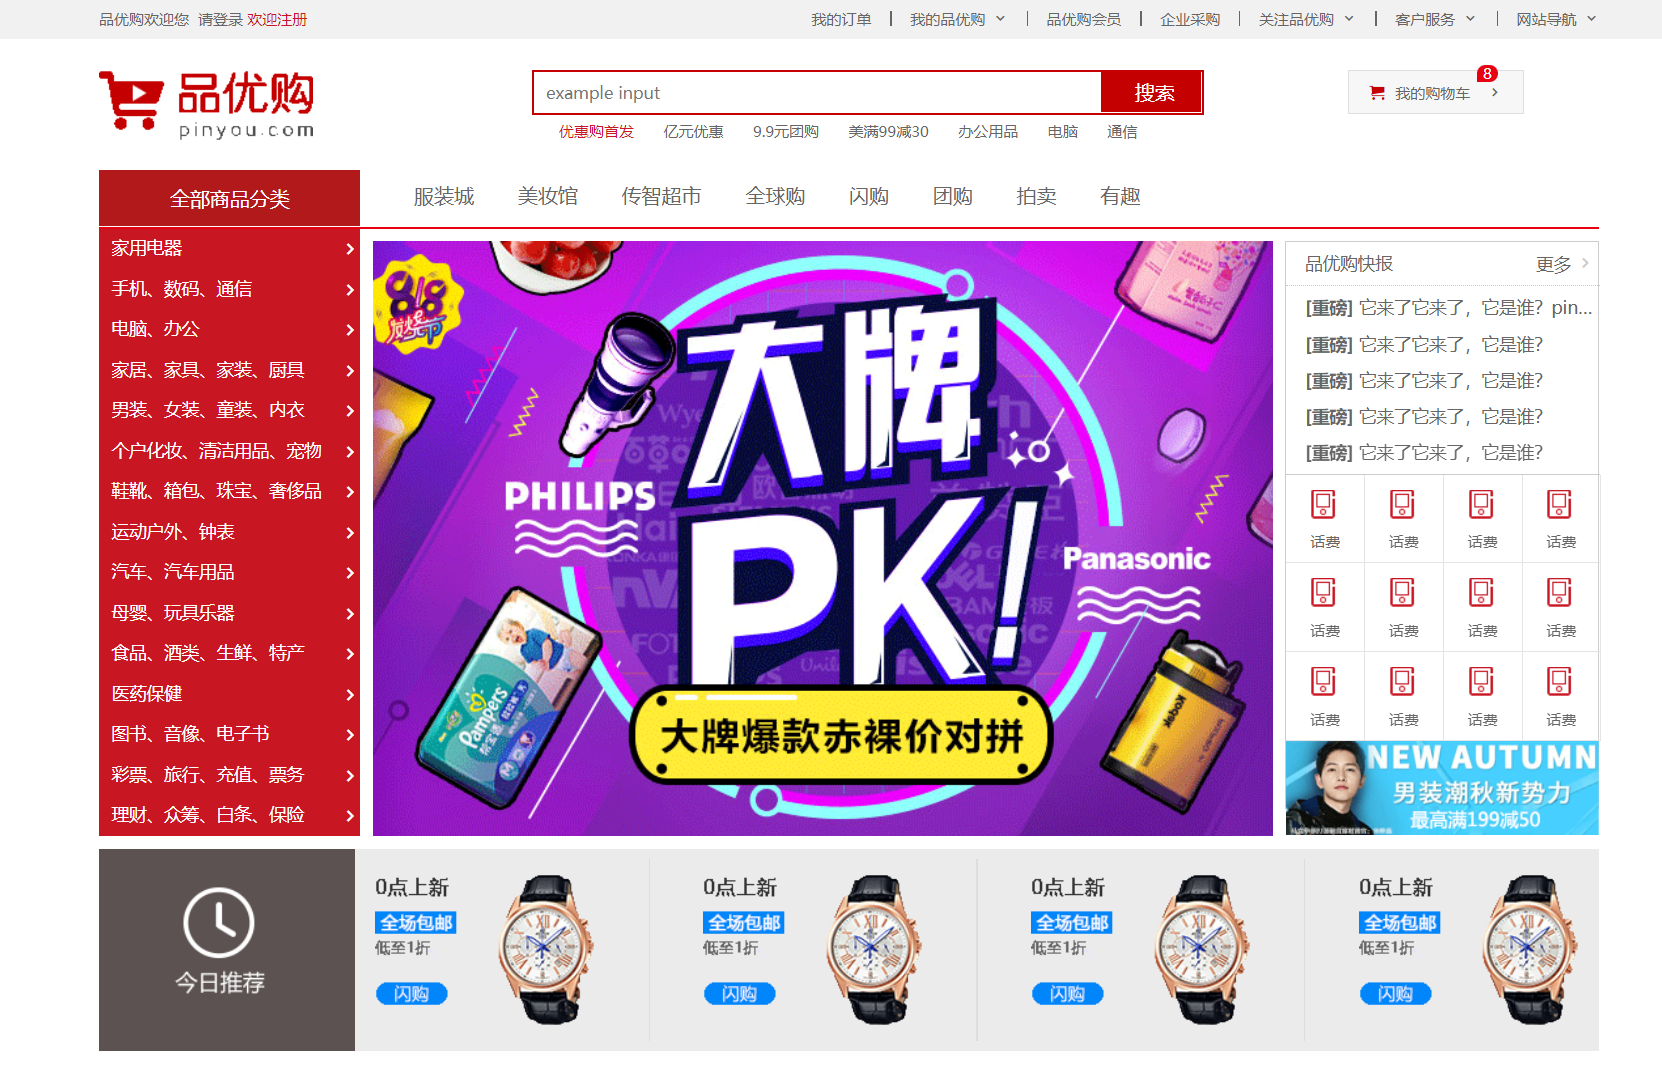 品优购欢迎您 请登录 欢迎注册
我的订单 我的品优购 品优购会员 企业采购 关注品优购 客户服务 网站导航
品优购
pinyou.com
example input 搜索
8
我的购物车
优惠购首发 亿元优惠 9.9元团购 美满99减30 办公用品 电脑 通信
全部商品分类
服装城 美妆馆 传智超市 全球购 闪购 团购 拍卖 有趣
家用电器
手机、数码、通信
电脑、办公
家居、家具、家装、厨具
男装、女装、童装、内衣
个户化妆、清洁用品、宠物
鞋靴、箱包、珠宝、奢侈品
运动户外、钟表
汽车、汽车用品
母婴、玩具乐器
食品、酒类、生鲜、特产
医药保健
图书、音像、电子书
彩票、旅行、充值、票务
理财、众筹、白条、保险
大牌
PK!
PHILIPS
Panasonic
Pampers
Kodak
大牌爆款赤裸价对拼
品优购快报 更多
[重磅] 它来了它来了，它是谁？pin...
[重磅] 它来了它来了，它是谁？
[重磅] 它来了它来了，它是谁？
[重磅] 它来了它来了，它是谁？
[重磅] 它来了它来了，它是谁？
话费 话费 话费 话费
话费 话费 话费 话费
话费 话费 话费 话费
NEW AUTUMN
男装潮秋新势力
最高满199减50
今日推荐
0点上新
全场包邮
低至1折
闪购
0点上新
全场包邮
低至1折
闪购
0点上新
全场包邮
低至1折
闪购
0点上新
全场包邮
低至1折
闪购